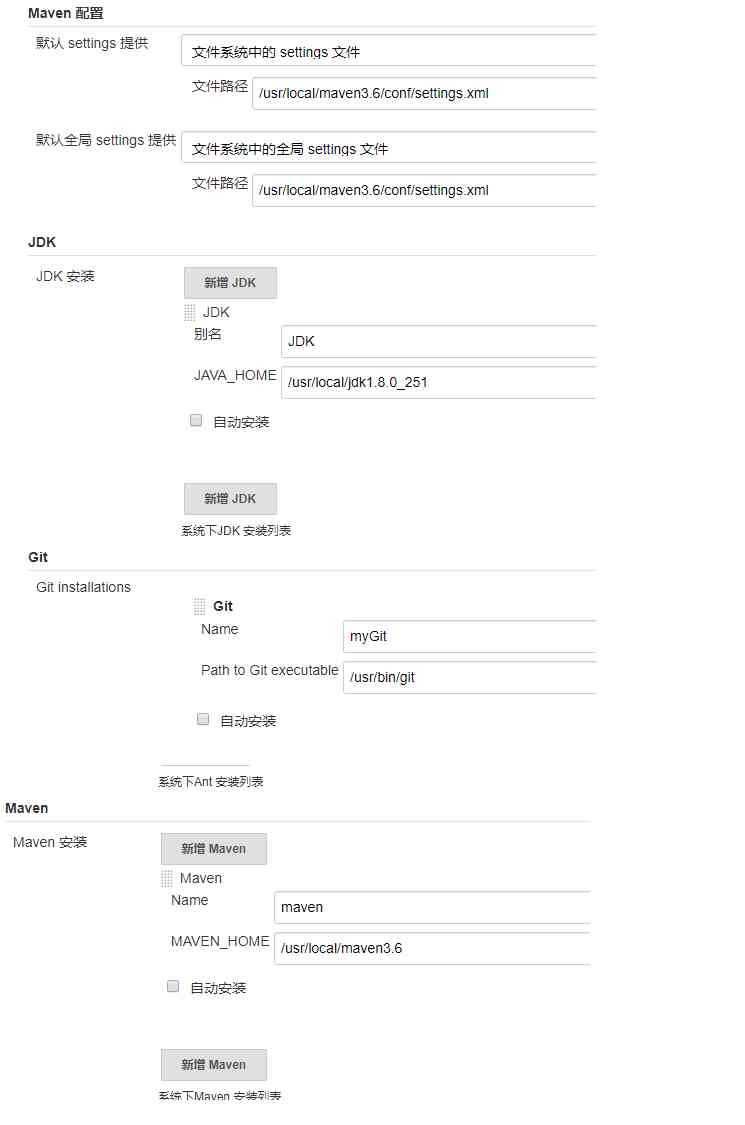 Maven 配置
默认 settings 提供
文件系统中的 settings 文件
文件路径
/usr/local/maven3.6/conf/settings.xml
默认全局 settings 提供
文件系统中的全局 settings 文件
文件路径
/usr/local/maven3.6/conf/settings.xml
JDK
JDK 安装
新增 JDK
JDK
别名
JDK
JAVA_HOME
/usr/local/jdk1.8.0_251
自动安装
新增 JDK
系统下JDK 安装列表
Git
Git installations
Git
Name
myGit
Path to Git executable
/usr/bin/git
自动安装
系统下Ant 安装列表
Maven
Maven 安装
新增 Maven
Maven
Name
maven
MAVEN_HOME
/usr/local/maven3.6
自动安装
新增 Maven
系统下Maven 安装列表